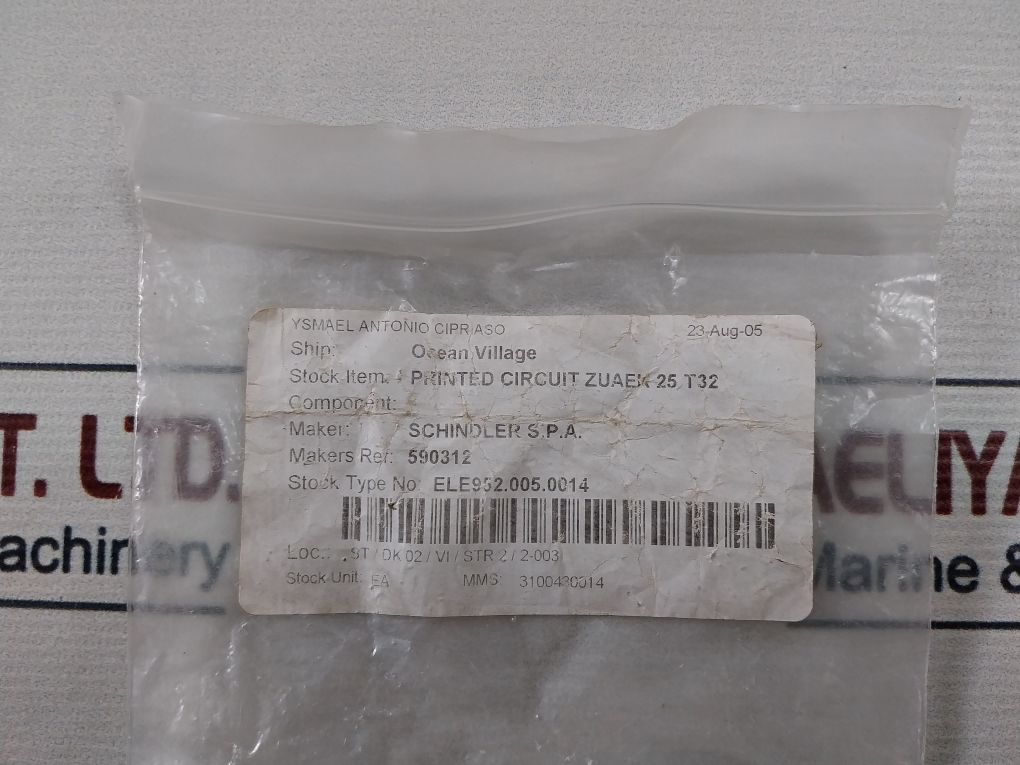 YSMAEL ANTONIO CIPRIASO 23-Aug-05
Ship: Ocean Village
Stock Item: PRINTED CIRCUIT ZUAEK 25 T32
Component:
Maker: SCHINDLER S.P.A.
Makers Ref: 590312
Stock Type No: ELE952.005.0014
Loc.: ST / DK 02 / VI / STR 2 / 2-003
Stock Unit: EA MMS: 3100430014
T. LTD.
achinery
AELIYA
Marine &